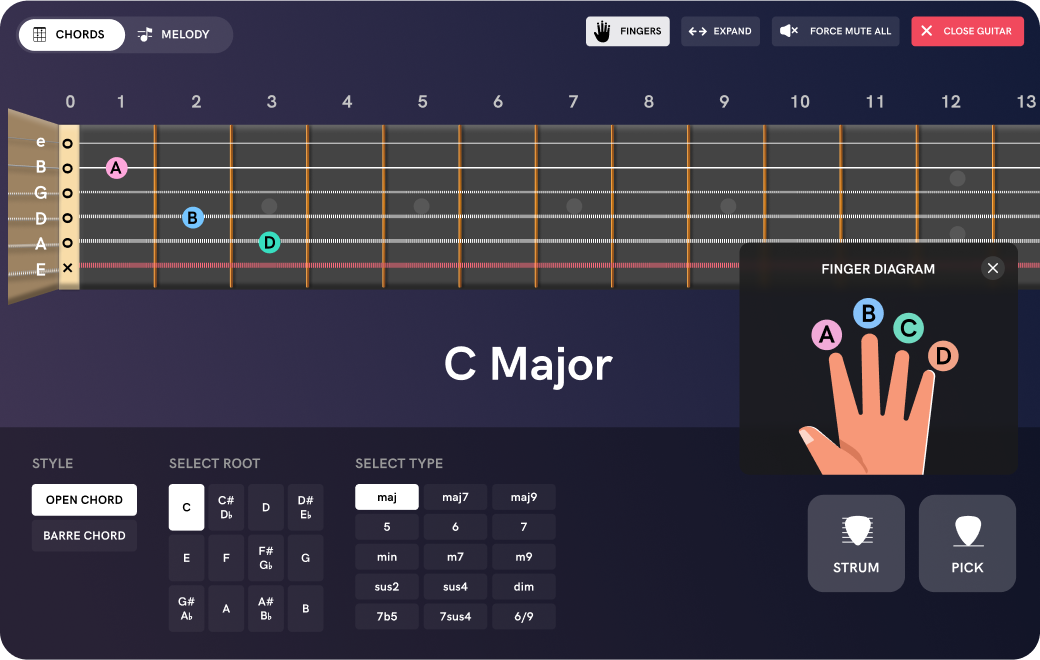 CHORDS MELODY FINGERS EXPAND FORCE MUTE ALL CLOSE GUITAR
0 1 2 3 4 5 6 7 8 9 10 11 12 13
e
B A
G
D B
A D
E
FINGER DIAGRAM
A B C D
C Major
STYLE
OPEN CHORD
BARRE CHORD
SELECT ROOT
C C# D♭ D D# E♭
E F F# G♭ G
G# A♭ A A# B♭ B
SELECT TYPE
maj maj7 maj9
5 6 7
min m7 m9
sus2 sus4 dim
7b5 7sus4 6/9
STRUM PICK